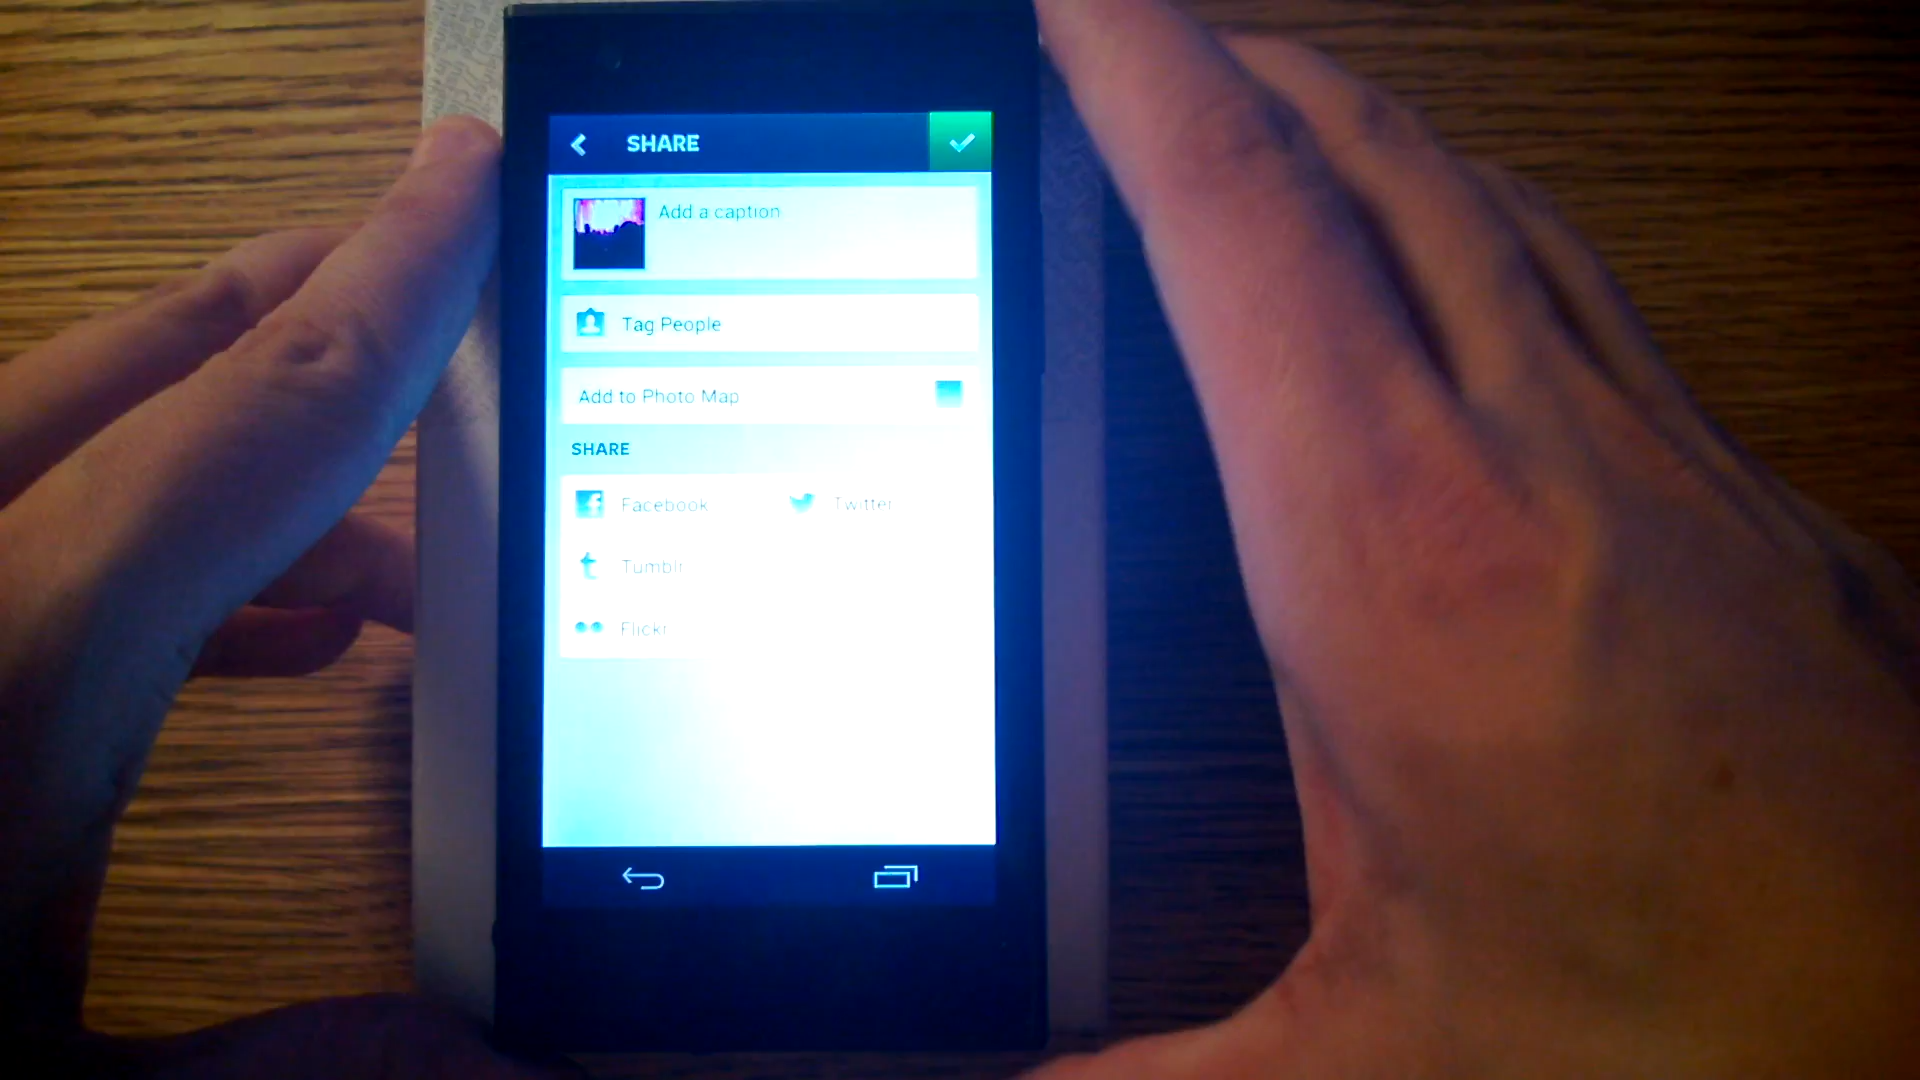 SHARE
Add a caption
Tag People
Add to Photo Map
SHARE
Facebook Twitter
Tumblr
Flickr